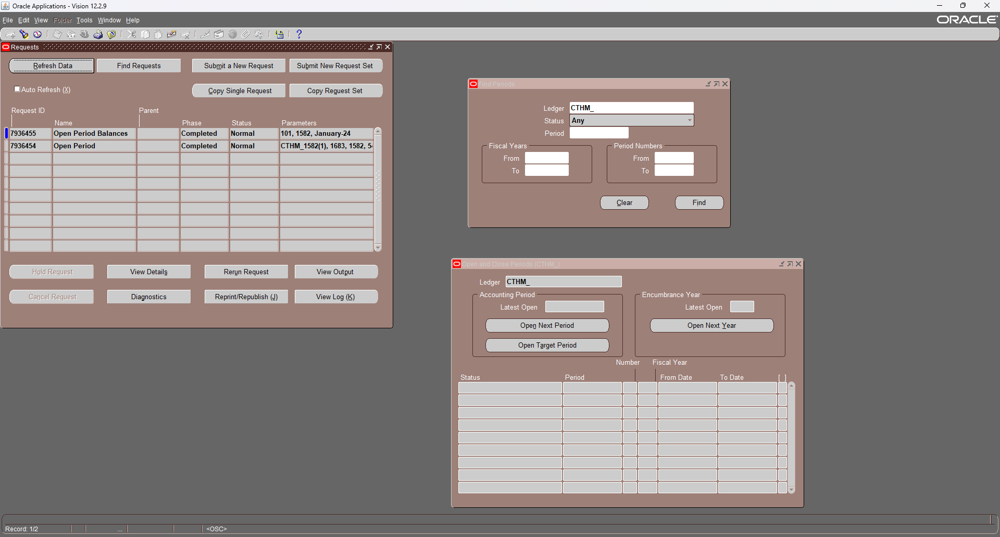 Oracle Applications - Vision 12.2.9
File Edit View Folder Tools Window Help
ORACLE
Requests
Refresh Data
Find Requests
Submit a New Request
Submit New Request Set
Auto Refresh (X)
Copy Single Request
Copy Request Set
Request ID
Parent
Name
Phase
Status
Parameters
7936455 Open Period Balances Completed Normal 101, 1582, January-24
7936454 Open Period Completed Normal CTHM_1582(1), 1683, 1582, 5
Hold Request
View Details
Rerun Request
View Output
Cancel Request
Diagnostics
Reprint/Republish (J)
View Log (K)
Find Periods
Ledger CTHM_
Status Any
Period
Fiscal Years
From
To
Period Numbers
From
To
Clear
Find
Open and Close Periods (CTHM_)
Ledger CTHM_
Accounting Period
Latest Open
Open Next Period
Open Target Period
Encumbrance Year
Latest Open
Open Next Year
Number
Fiscal Year
Status
Period
From Date
To Date
[ ]
Record: 1/2
...
<OSC>